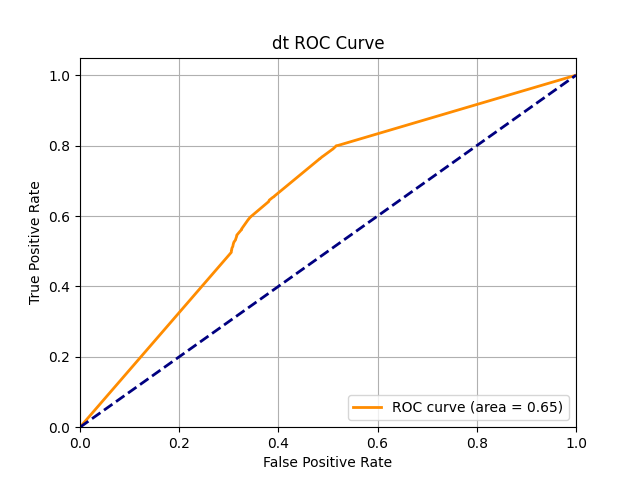 dt ROC Curve
1.0
0.8
0.6
0.4
0.2
0.0
True Positive Rate
ROC curve (area = 0.65)
0.0 0.2 0.4 0.6 0.8 1.0
False Positive Rate